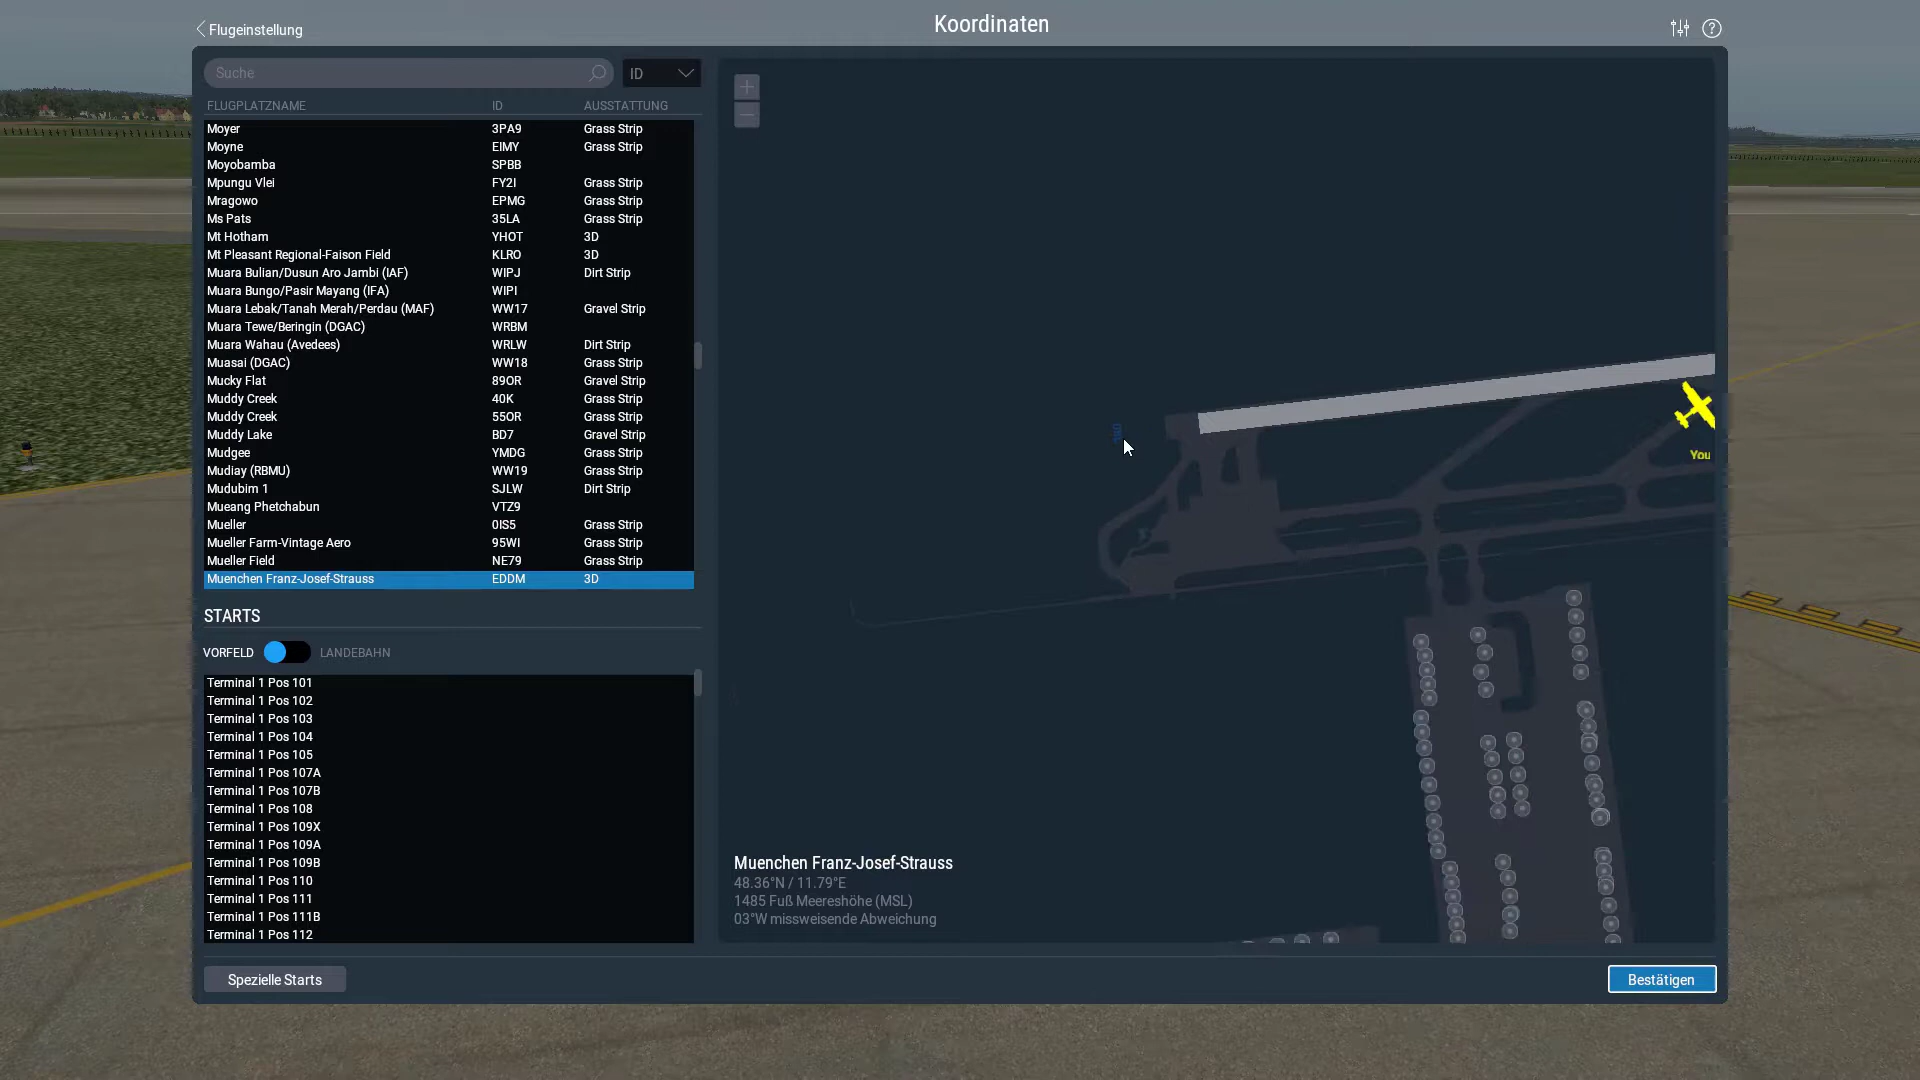 Flugeinstellung
Koordinaten
Suche
ID
FLUGPLATZNAME ID AUSSTATTUNG
Moyer 3PA9 Grass Strip
Moyne EIMY Grass Strip
Moyobamba SPBB
Mpungu Vlei FY2I Grass Strip
Mragowo EPMG Grass Strip
Ms Pats 35LA Grass Strip
Mt Hotham YHOT 3D
Mt Pleasant Regional-Faison Field KLRO 3D
Muara Bulian/Dusun Aro Jambi (IAF) WIPJ Dirt Strip
Muara Bungo/Pasir Mayang (IFA) WIPI
Muara Lebak/Tanah Merah/Perdau (MAF) WW17 Gravel Strip
Muara Tewe/Beringin (DGAC) WRBM
Muara Wahau (Avedees) WRLW Dirt Strip
Muasai (DGAC) WW18 Grass Strip
Mucky Flat 89OR Gravel Strip
Muddy Creek 40K Grass Strip
Muddy Creek 55OR Grass Strip
Muddy Lake BD7 Gravel Strip
Mudgee YMDG Grass Strip
Mudiay (RBMU) WW19 Grass Strip
Mudubim 1 SJLW Dirt Strip
Mueang Phetchabun VTZ9
Mueller 0IS5 Grass Strip
Mueller Farm-Vintage Aero 95WI Grass Strip
Mueller Field NE79 Grass Strip
Muenchen Franz-Josef-Strauss EDDM 3D
STARTS
VORFELD LANDEBAHN
Terminal 1 Pos 101
Terminal 1 Pos 102
Terminal 1 Pos 103
Terminal 1 Pos 104
Terminal 1 Pos 105
Terminal 1 Pos 107A
Terminal 1 Pos 107B
Terminal 1 Pos 108
Terminal 1 Pos 109X
Terminal 1 Pos 109A
Terminal 1 Pos 109B
Terminal 1 Pos 110
Terminal 1 Pos 111
Terminal 1 Pos 111B
Terminal 1 Pos 112
You
Muenchen Franz-Josef-Strauss
48.36°N / 11.79°E
1485 Fuß Meereshöhe (MSL)
03°W missweisende Abweichung
Spezielle Starts
Bestätigen